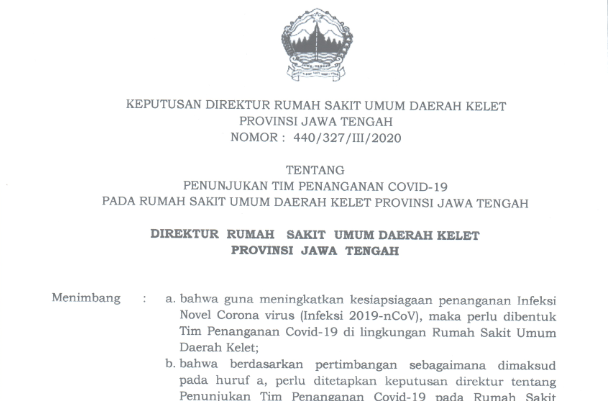 KEPUTUSAN DIREKTUR RUMAH SAKIT UMUM DAERAH KELET
PROVINSI JAWA TENGAH
NOMOR : 440/327/III/2020
TENTANG
PENUNJUKAN TIM PENANGANAN COVID-19
PADA RUMAH SAKIT UMUM DAERAH KELET PROVINSI JAWA TENGAH
DIREKTUR RUMAH SAKIT UMUM DAERAH KELET
PROVINSI JAWA TENGAH
Menimbang : a. bahwa guna meningkatkan kesiapsiagaan penanganan Infeksi
Novel Corona virus (Infeksi 2019-nCoV), maka perlu dibentuk
Tim Penanganan Covid-19 di lingkungan Rumah Sakit Umum
Daerah Kelet;
b. bahwa berdasarkan pertimbangan sebagaimana dimaksud
pada huruf a, perlu ditetapkan keputusan direktur tentang
Penunjukan Tim Penanganan Covid-19 pada Rumah Sakit